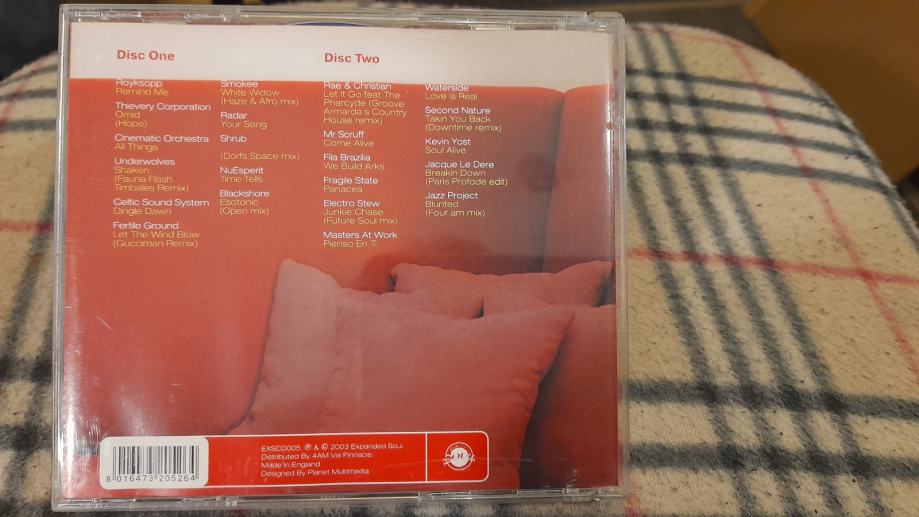 Disc One
Royksopp
Remind Me
Thievery Corporation
Omid
(Hope)
Cinematic Orchestra
All Things
Underwolves
Shaken
(Fauna Flash
Timbales Remix)
Celtic Sound System
Dingle Dawn
Fertile Ground
Let The Wind Blow
(Gucciman Remix)
Smokee
White Widow
(Haze & Afro mix)
Radar
Your Song
Shrub
(Dorfs Space mix)
NuEsperit
Time Tells
Blackshore
Esotonic
(Open mix)
Disc Two
Rae & Christian
Let It Go feat The
Pharcyde (Groove
Armarda's Country
House remix)
Mr Scruff
Come Alive
Fila Brazilia
We Build Arks
Fragile State
Panacea
Electro Stew
Junkie Chase
(Future Soul mix)
Masters At Work
Pienso En Ti
Waterside
Love Is Real
Second Nature
Takin You Back
(Downtime remix)
Kevin Yost
Soul Alive
Jacque Le Dere
Breakin Down
(Paris Profode edit)
Jazz Project
Blunted
(Four am mix)
8 016473 205264
EXSCD005. ℗ & © 2003 Expanded Soul.
Distributed By 4AM Via Pinnacle.
Made in England
Designed By Planet Multimedia